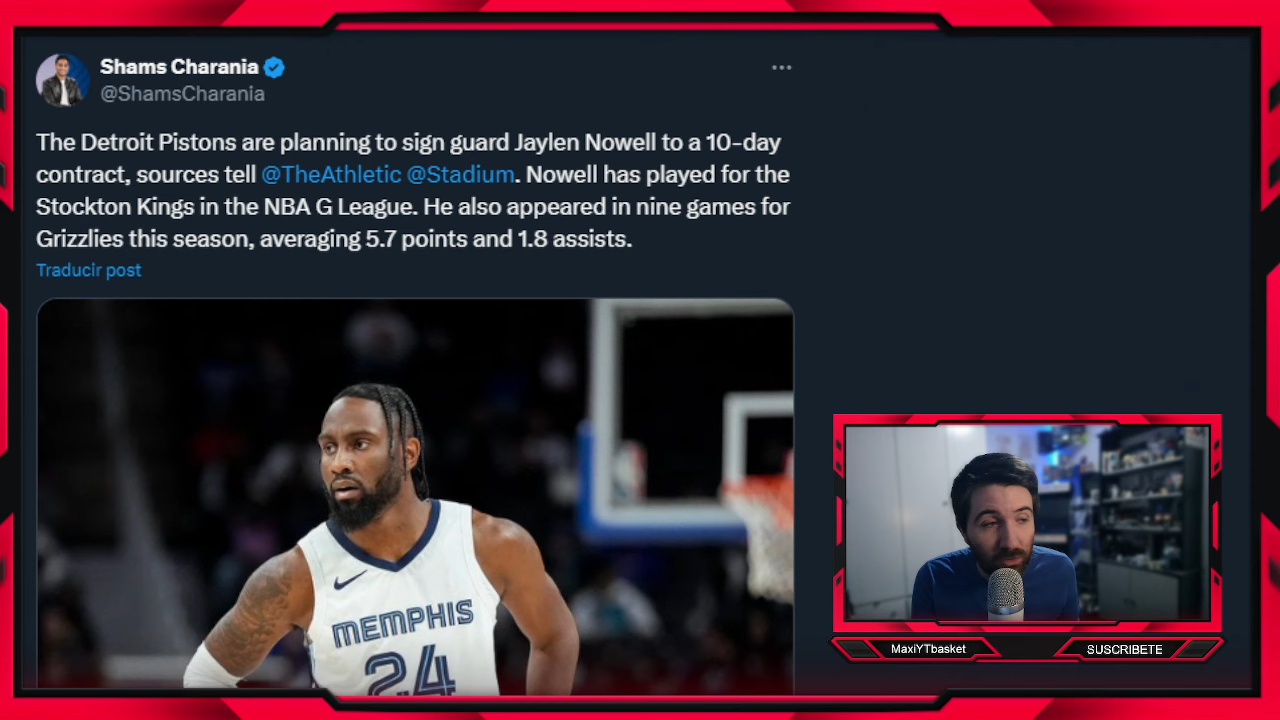 Shams Charania
@ShamsCharania
The Detroit Pistons are planning to sign guard Jaylen Nowell to a 10-day
contract, sources tell @TheAthletic @Stadium. Nowell has played for the
Stockton Kings in the NBA G League. He also appeared in nine games for
Grizzlies this season, averaging 5.7 points and 1.8 assists.
Traducir post
MEMPHIS
24
MaxiYTbasket
SUSCRIBETE